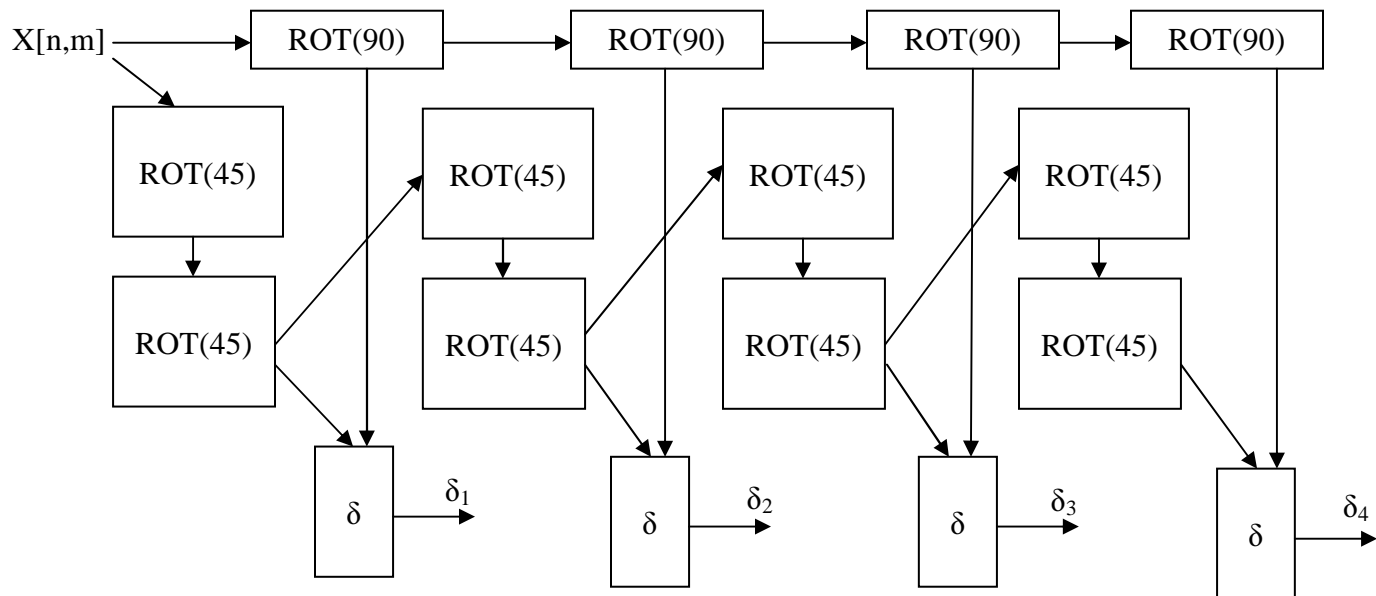 X[n,m]
ROT(90)
ROT(90)
ROT(90)
ROT(90)
ROT(45)
ROT(45)
ROT(45)
ROT(45)
ROT(45)
ROT(45)
ROT(45)
ROT(45)
δ
δ₁
δ
δ₂
δ
δ₃
δ
δ₄